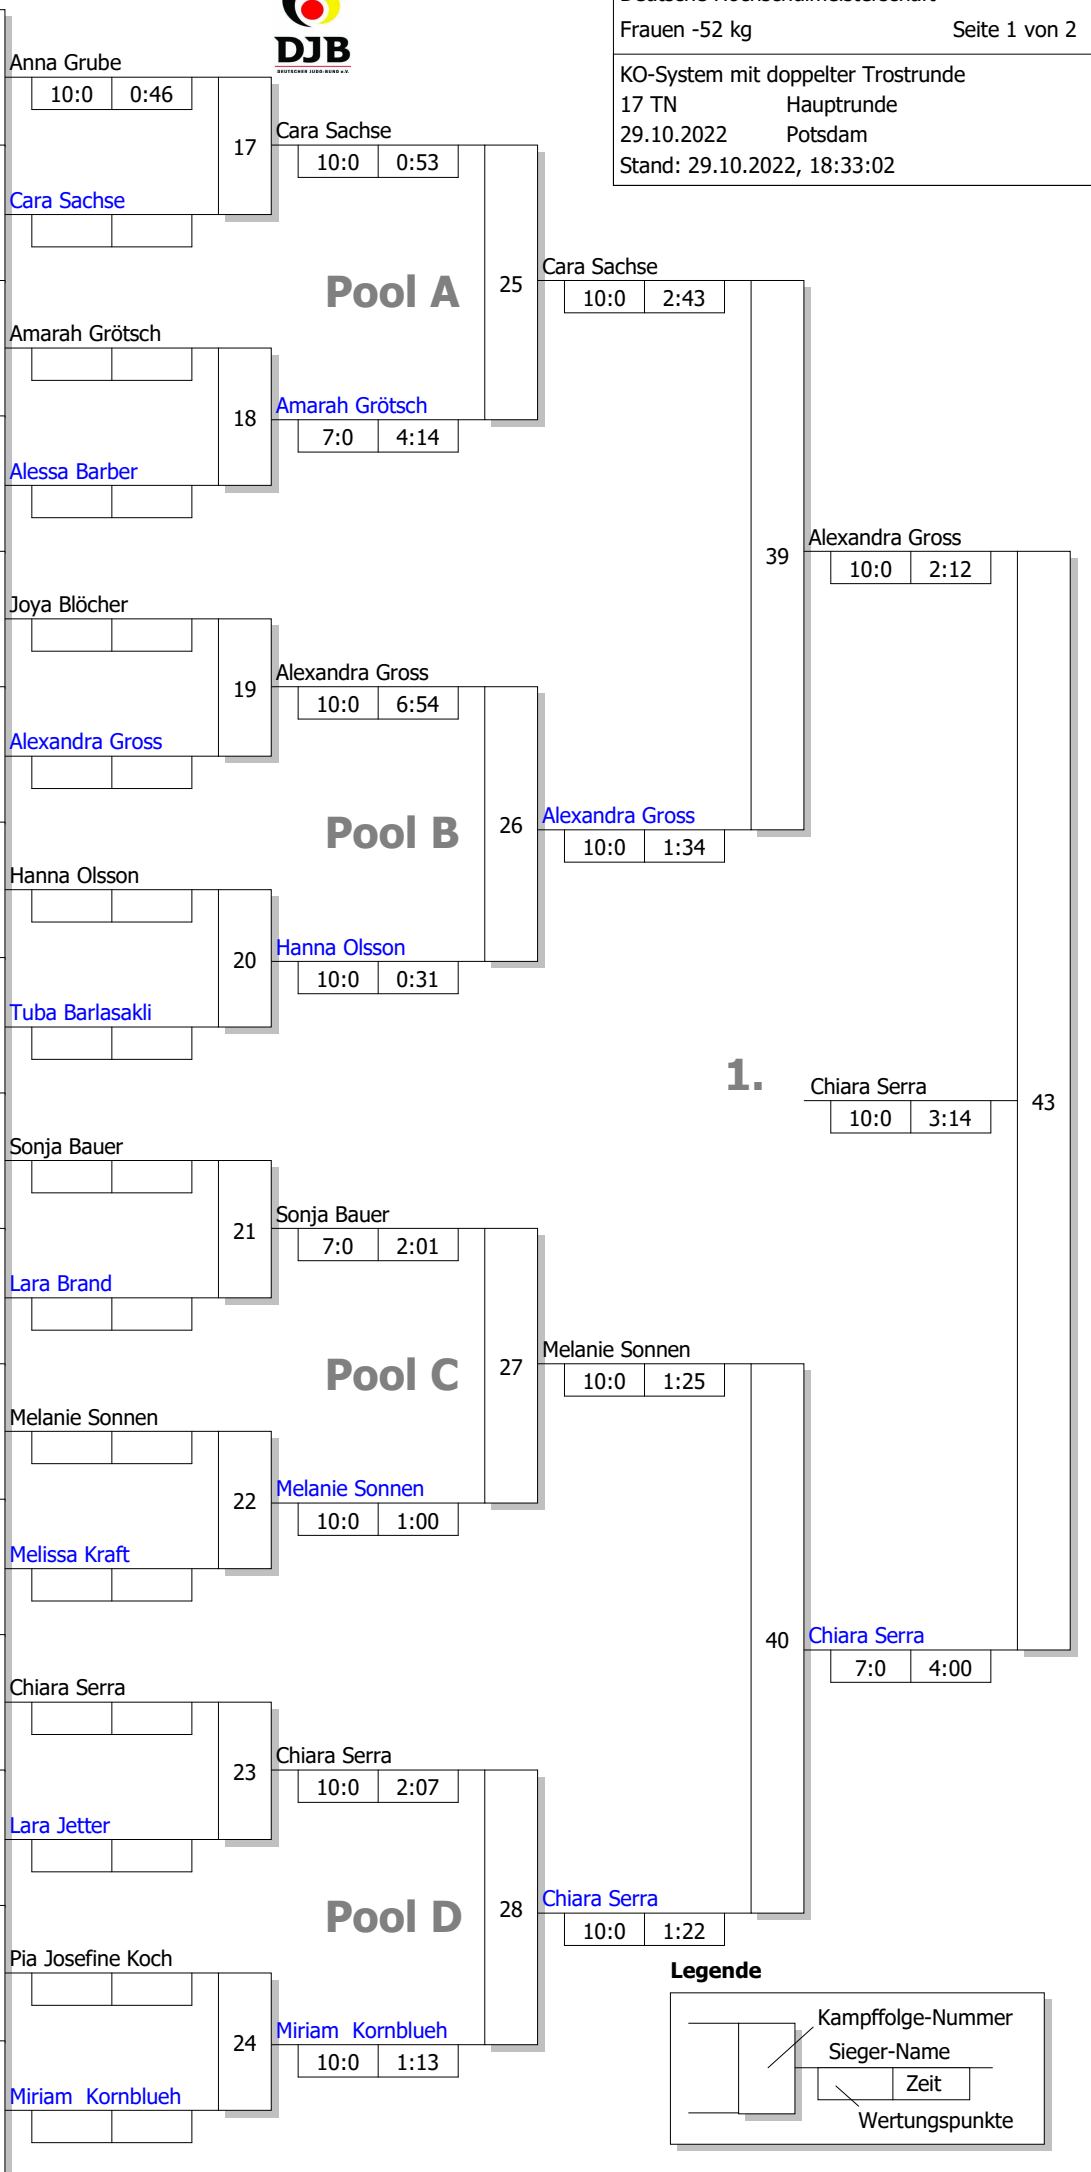 DJB
DEUTSCHER JUDO-BUND e.V.
Frauen -52 kg Seite 1 von 2
KO-System mit doppelter Trostrunde
17 TN Hauptrunde
29.10.2022 Potsdam
Stand: 29.10.2022, 18:33:02
Anna Grube
10:0 0:46
17
Cara Sachse
10:0 0:53
Cara Sachse
Pool A
25
Cara Sachse
10:0 2:43
Amarah Grötsch
18
Amarah Grötsch
7:0 4:14
Alessa Barber
39
Alexandra Gross
10:0 2:12
Joya Blöcher
19
Alexandra Gross
10:0 6:54
Alexandra Gross
Pool B
26
Alexandra Gross
10:0 1:34
Hanna Olsson
20
Hanna Olsson
10:0 0:31
Tuba Barlasakli
1.
Chiara Serra
10:0 3:14
43
Sonja Bauer
21
Sonja Bauer
7:0 2:01
Lara Brand
Pool C
27
Melanie Sonnen
10:0 1:25
Melanie Sonnen
22
Melanie Sonnen
10:0 1:00
Melissa Kraft
40
Chiara Serra
7:0 4:00
Chiara Serra
23
Chiara Serra
10:0 2:07
Lara Jetter
Pool D
28
Chiara Serra
10:0 1:22
Pia Josefine Koch
24
Miriam Kornblueh
10:0 1:13
Miriam Kornblueh
Legende
Kampffolge-Nummer
Sieger-Name
Zeit
Wertungspunkte